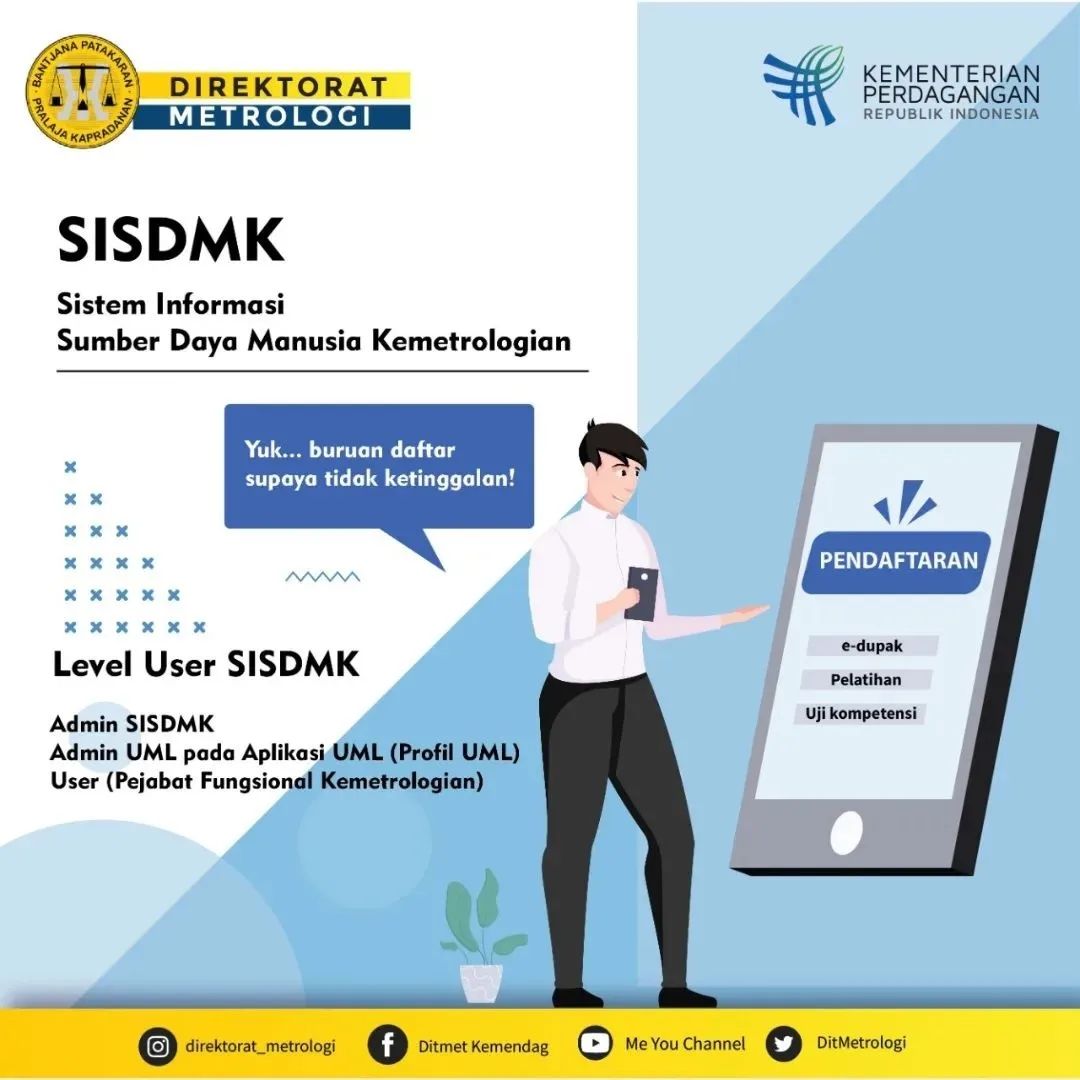 BANTJANA PATAKARAN
PRALAJA KAPRADANAN
DIREKTORAT
METROLOGI
KEMENTERIAN
PERDAGANGAN
REPUBLIK INDONESIA
SISDMK
Sistem Informasi
Sumber Daya Manusia Kemetrologian
Yuk... buruan daftar
supaya tidak ketinggalan!
PENDAFTARAN
e-dupak
Pelatihan
Uji kompetensi
Level User SISDMK
Admin SISDMK
Admin UML pada Aplikasi UML (Profil UML)
User (Pejabat Fungsional Kemetrologian)
direktorat_metrologi
Ditmet Kemendag
Me You Channel
DitMetrologi